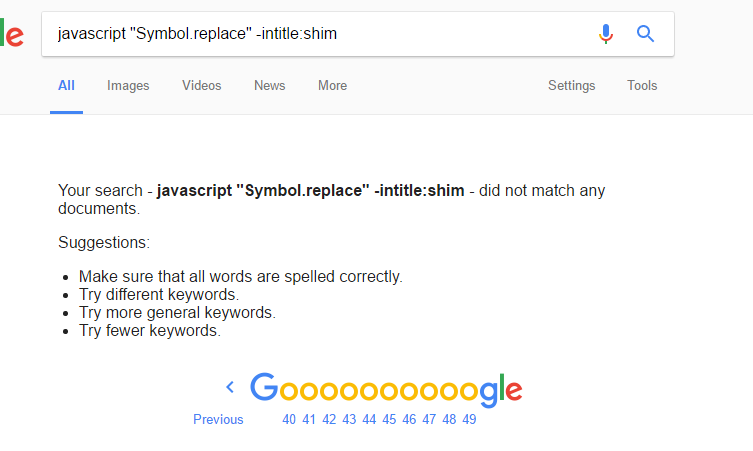 le
javascript "Symbol.replace" -intitle:shim
All Images Videos News More Settings Tools
Your search - javascript "Symbol.replace" -intitle:shim - did not match any
documents.
Suggestions:
Make sure that all words are spelled correctly.
Try different keywords.
Try more general keywords.
Try fewer keywords.
Goooooooooogle
Previous 40 41 42 43 44 45 46 47 48 49